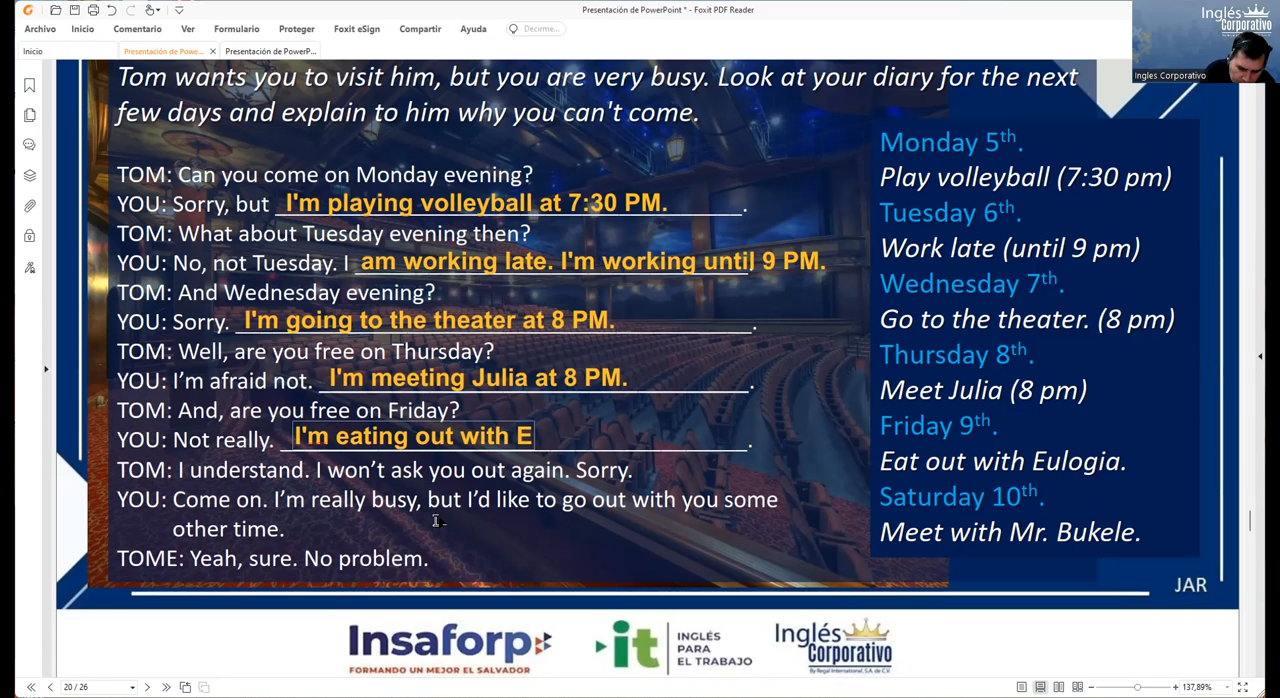 Presentación de PowerPoint * - Foxit PDF Reader
Archivo Inicio Comentario Ver Formulario Proteger Foxit eSign Compartir Ayuda Decirme...
Inicio Presentación de Powe... Presentación de PowerP...
Inglés Corporativo
Ingles Corporativo
Tom wants you to visit him, but you are very busy. Look at your diary for the next
few days and explain to him why you can't come.
TOM: Can you come on Monday evening?
YOU: Sorry, but I'm playing volleyball at 7:30 PM.
TOM: What about Tuesday evening then?
YOU: No, not Tuesday. I am working late. I'm working until 9 PM.
TOM: And Wednesday evening?
YOU: Sorry. I'm going to the theater at 8 PM.
TOM: Well, are you free on Thursday?
YOU: I’m afraid not. I'm meeting Julia at 8 PM.
TOM: And, are you free on Friday?
YOU: Not really. I'm eating out with E
TOM: I understand. I won’t ask you out again. Sorry.
YOU: Come on. I’m really busy, but I’d like to go out with you some
other time.
TOME: Yeah, sure. No problem.
Monday 5th.
Play volleyball (7:30 pm)
Tuesday 6th.
Work late (until 9 pm)
Wednesday 7th.
Go to the theater. (8 pm)
Thursday 8th.
Meet Julia (8 pm)
Friday 9th.
Eat out with Eulogia.
Saturday 10th.
Meet with Mr. Bukele.
JAR
Insaforp
FORMANDO UN MEJOR EL SALVADOR
it INGLÉS
PARA
EL TRABAJO
Inglés
Corporativo
By Regal International, S.A. de C.V.
20 / 26
137,89%